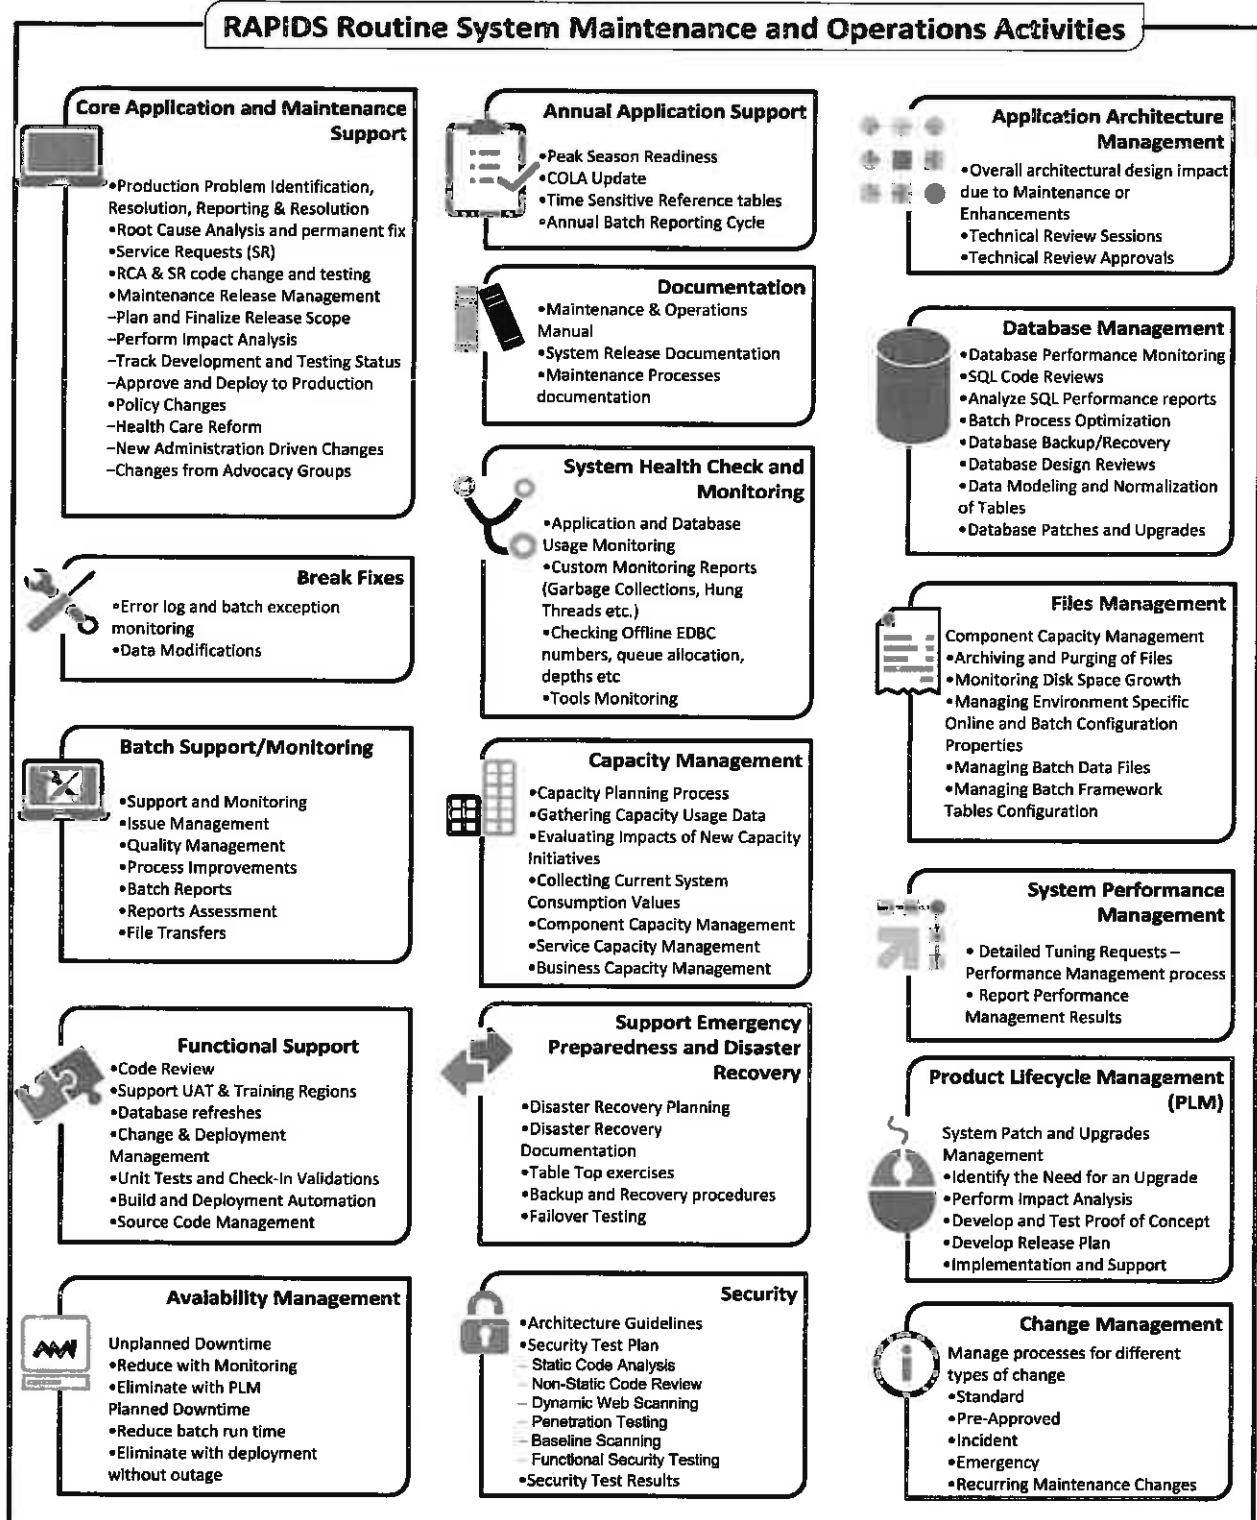 RAPIDS Routine System Maintenance and Operations Activities
Core Application and Maintenance
Support
•Production Problem Identification,
Resolution, Reporting & Resolution
•Root Cause Analysis and permanent fix
•Service Requests (SR)
•RCA & SR code change and testing
•Maintenance Release Management
–Plan and Finalize Release Scope
–Perform Impact Analysis
–Track Development and Testing Status
–Approve and Deploy to Production
•Policy Changes
–Health Care Reform
–New Administration Driven Changes
–Changes from Advocacy Groups
Break Fixes
•Error log and batch exception
monitoring
•Data Modifications
Batch Support/Monitoring
•Support and Monitoring
•Issue Management
•Quality Management
•Process Improvements
•Batch Reports
•Reports Assessment
•File Transfers
Functional Support
•Code Review
•Support UAT & Training Regions
•Database refreshes
•Change & Deployment
Management
•Unit Tests and Check-In Validations
•Build and Deployment Automation
•Source Code Management
Avalability Management
Unplanned Downtime
•Reduce with Monitoring
•Eliminate with PLM
Planned Downtime
•Reduce batch run time
•Eliminate with deployment
without outage
Annual Application Support
•Peak Season Readiness
•COLA Update
•Time Sensitive Reference tables
•Annual Batch Reporting Cycle
Documentation
•Maintenance & Operations
Manual
•System Release Documentation
•Maintenance Processes
documentation
System Health Check and
Monitoring
•Application and Database
Usage Monitoring
•Custom Monitoring Reports
(Garbage Collections, Hung
Threads etc.)
•Checking Offline EDBC
numbers, queue allocation,
depths etc
•Tools Monitoring
Capacity Management
•Capacity Planning Process
•Gathering Capacity Usage Data
•Evaluating Impacts of New Capacity
Initiatives
•Collecting Current System
Consumption Values
•Component Capacity Management
•Service Capacity Management
•Business Capacity Management
Support Emergency
Preparedness and Disaster
Recovery
•Disaster Recovery Planning
•Disaster Recovery
Documentation
•Table Top exercises
•Backup and Recovery procedures
•Failover Testing
Security
•Architecture Guidelines
•Security Test Plan
– Static Code Analysis
– Non-Static Code Review
– Dynamic Web Scanning
– Penetration Testing
– Baseline Scanning
– Functional Security Testing
•Security Test Results
Application Architecture
Management
•Overall architectural design impact
due to Maintenance or
Enhancements
•Technical Review Sessions
•Technical Review Approvals
Database Management
•Database Performance Monitoring
•SQL Code Reviews
•Analyze SQL Performance reports
•Batch Process Optimization
•Database Backup/Recovery
•Database Design Reviews
•Data Modeling and Normalization
of Tables
•Database Patches and Upgrades
Files Management
Component Capacity Management
•Archiving and Purging of Files
•Monitoring Disk Space Growth
•Managing Environment Specific
Online and Batch Configuration
Properties
•Managing Batch Data Files
•Managing Batch Framework
Tables Configuration
System Performance
Management
• Detailed Tuning Requests –
Performance Management process
• Report Performance
Management Results
Product Lifecycle Management
(PLM)
System Patch and Upgrades
Management
•Identify the Need for an Upgrade
•Perform Impact Analysis
•Develop and Test Proof of Concept
•Develop Release Plan
•Implementation and Support
Change Management
Manage processes for different
types of change
•Standard
•Pre-Approved
•Incident
•Emergency
•Recurring Maintenance Changes